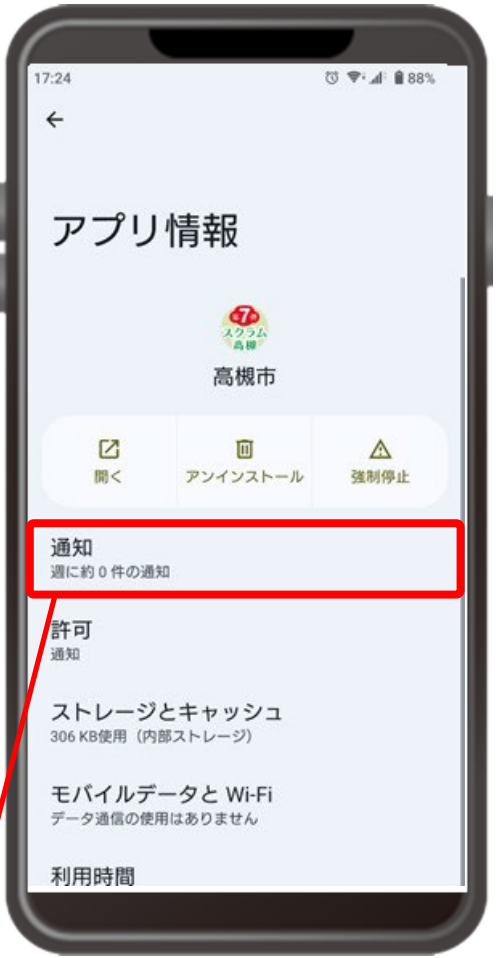 17:24
88%
アプリ情報
7
スクラム
高槻
高槻市
開く
アンインストール
強制停止
通知
週に約 0 件の通知
許可
通知
ストレージとキャッシュ
306 KB使用（内部ストレージ）
モバイルデータと Wi-Fi
データ通信の使用はありません
利用時間